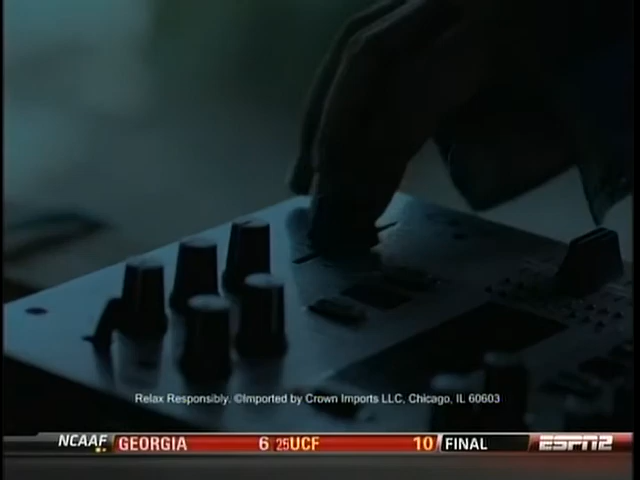 Relax Responsibly. ©Imported by Crown Imports LLC, Chicago, IL 60603
NCAAF GEORGIA 6 25 UCF 10 FINAL ESPN2